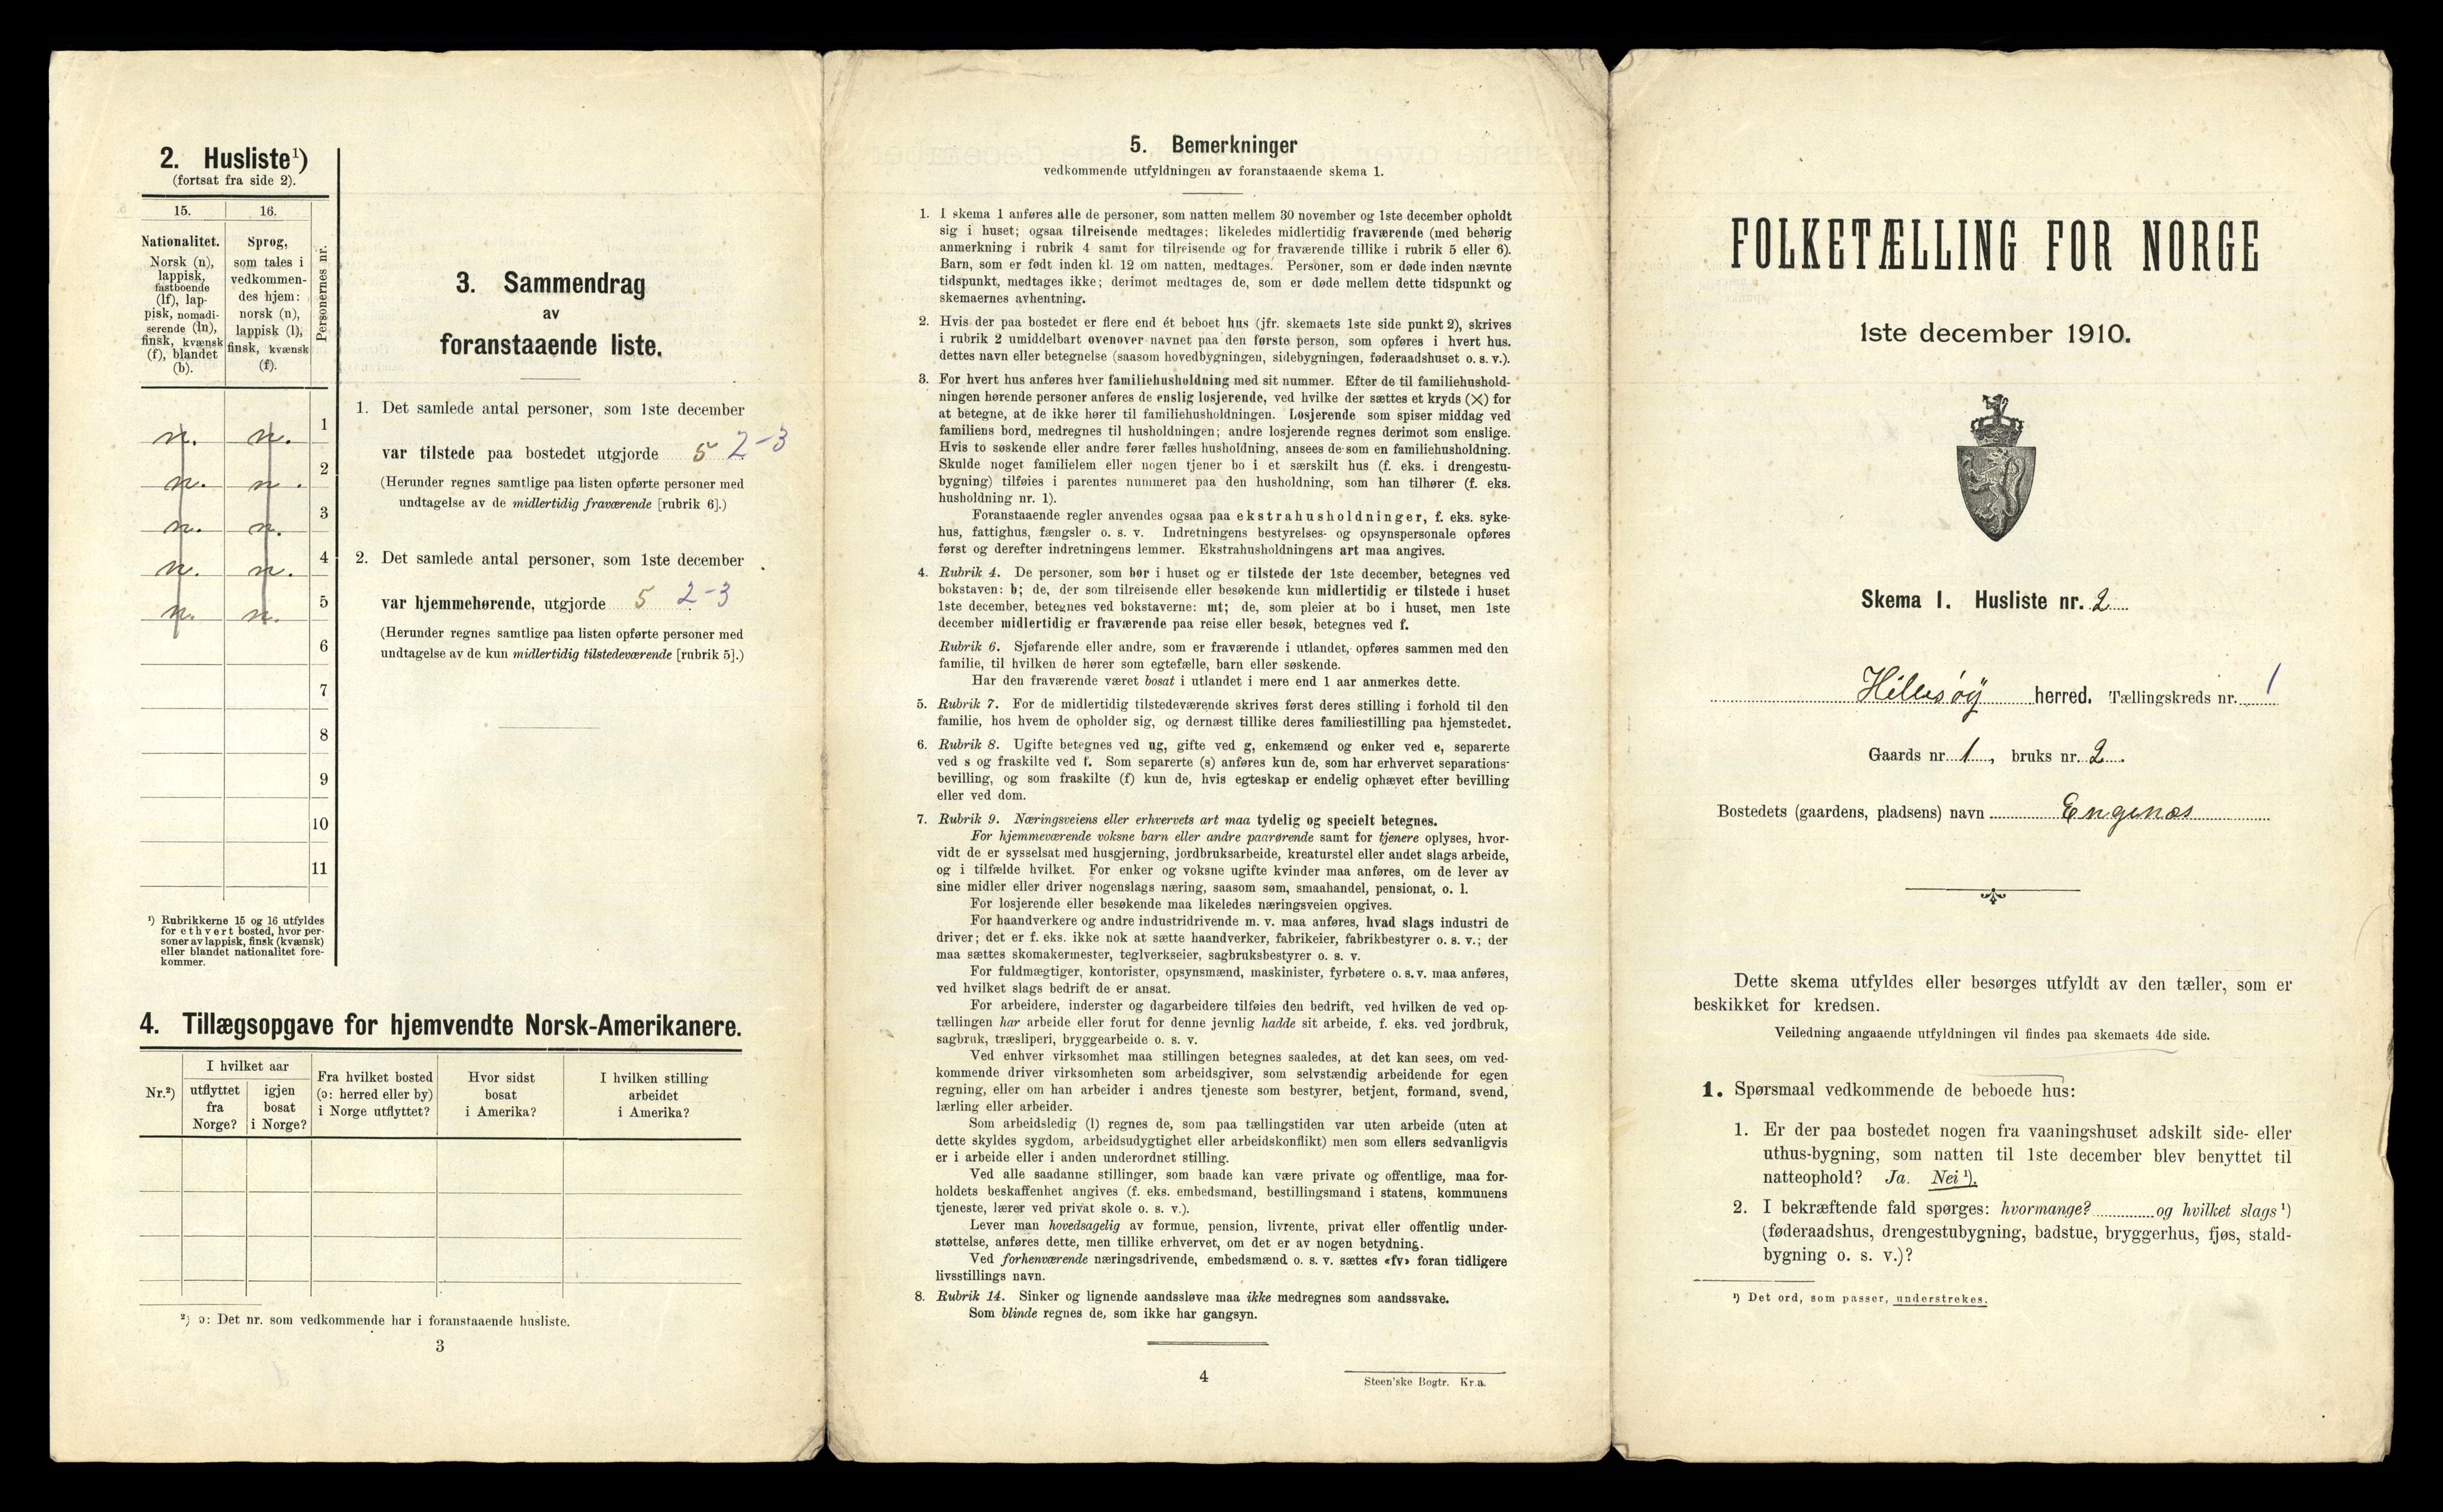 2. Husliste¹)
(fortsat fra side 2).
15.
16.
Personernes nr.
Nationalitet.
Norsk (n),
lappisk,
fastboende
(lf), lap-
pisk, nomadi-
serende (ln),
finsk, kvænsk
(f), blandet
(b).
Sprog,
som tales i
vedkommen-
des hjem:
norsk (n),
lappisk (l),
finsk, kvænsk
(f).
n. n. 1
n. n. 2
n. n. 3
n. n. 4
n. n. 5
6
7
8
9
10
11
¹) Rubrikkerne 15 og 16 utfyldes
for ethvert bosted, hvor per-
soner av lappisk, finsk (kvænsk)
eller blandet nationalitet fore-
kommer.
3. Sammendrag
av
foranstaaende liste.
1. Det samlede antal personer, som 1ste december
var tilstede paa bostedet utgjorde 5 2-3
(Herunder regnes samtlige paa listen opførte personer med
undtagelse av de midlertidig fraværende [rubrik 6].)
2. Det samlede antal personer, som 1ste december
var hjemmehørende, utgjorde 5 2-3
(Herunder regnes samtlige paa listen opførte personer med
undtagelse av de kun midlertidig tilstedeværende [rubrik 5].)
4. Tillægsopgave for hjemvendte Norsk-Amerikanere.
Nr.²)
I hvilket aar
utflyttet
fra
Norge?
igjen
bosat
i Norge?
Fra hvilket bosted
(ɔ: herred eller by)
i Norge utflyttet?
Hvor sidst
bosat
i Amerika?
I hvilken stilling
arbeidet
i Amerika?
²) ɔ: Det nr. som vedkommende har i foranstaaende husliste.
3
5. Bemerkninger
vedkommende utfyldningen av foranstaaende skema 1.
1. I skema 1 anføres alle de personer, som natten mellem 30 november og 1ste december opholdt
sig i huset; ogsaa tilreisende medtages; likeledes midlertidig fraværende (med behørig
anmerkning i rubrik 4 samt for tilreisende og for fraværende tillike i rubrik 5 eller 6).
Barn, som er født inden kl. 12 om natten, medtages. Personer, som er døde inden nævnte
tidspunkt, medtages ikke; derimot medtages de, som er døde mellem dette tidspunkt og
skemaernes avhentning.
2. Hvis der paa bostedet er flere end ét beboet hus (jfr. skemaets 1ste side punkt 2), skrives
i rubrik 2 umiddelbart ovenover navnet paa den første person, som opføres i hvert hus.
dettes navn eller betegnelse (saasom hovedbygningen, sidebygningen, føderaadshuset o. s. v.).
3. For hvert hus anføres hver familiehusholdning med sit nummer. Efter de til familiehushold-
ningen hørende personer anføres de enslig losjerende, ved hvilke der sættes et kryds (×) for
at betegne, at de ikke hører til familiehusholdningen. Losjerende som spiser middag ved
familiens bord, medregnes til husholdningen; andre losjerende regnes derimot som enslige.
Hvis to søskende eller andre fører fælles husholdning, ansees de som en familiehusholdning.
Skulde noget familielem eller nogen tjener bo i et særskilt hus (f. eks. i drengestu-
bygning) tilføies i parentes nummeret paa den husholdning, som han tilhører (f. eks.
husholdning nr. 1).
Foranstaaende regler anvendes ogsaa paa ekstrahusholdninger, f. eks. syke-
hus, fattighus, fængsler o. s. v. Indretningens bestyrelses- og opsynspersonale opføres
først og derefter indretningens lemmer. Ekstrahusholdningens art maa angives.
4. Rubrik 4. De personer, som bor i huset og er tilstede der 1ste december, betegnes ved
bokstaven: b; de, der som tilreisende eller besøkende kun midlertidig er tilstede i huset
1ste december, betegnes ved bokstaverne: mt; de, som pleier at bo i huset, men 1ste
december midlertidig er fraværende paa reise eller besøk, betegnes ved f.
Rubrik 6. Sjøfarende eller andre, som er fraværende i utlandet, opføres sammen med den
familie, til hvilken de hører som egtefælle, barn eller søskende.
Har den fraværende været bosat i utlandet i mere end 1 aar anmerkes dette.
5. Rubrik 7. For de midlertidig tilstedeværende skrives først deres stilling i forhold til den
familie, hos hvem de opholder sig, og dernæst tillike deres familiestilling paa hjemstedet.
6. Rubrik 8. Ugifte betegnes ved ug, gifte ved g, enkemænd og enker ved e, separerte
ved s og fraskilte ved f. Som separerte (s) anføres kun de, som har erhvervet separations-
bevilling, og som fraskilte (f) kun de, hvis egteskap er endelig ophævet efter bevilling
eller ved dom.
7. Rubrik 9. Næringsveiens eller erhvervets art maa tydelig og specielt betegnes.
For hjemmeværende voksne barn eller andre paarørende samt for tjenere oplyses, hvor-
vidt de er sysselsat med husgjerning, jordbruksarbeide, kreaturstel eller andet slags arbeide,
og i tilfælde hvilket. For enker og voksne ugifte kvinder maa anføres, om de lever av
sine midler eller driver nogenslags næring, saasom søm, smaahandel, pensionat, o. l.
For losjerende eller besøkende maa likeledes næringsveien opgives.
For haandverkere og andre industridrivende m. v. maa anføres, hvad slags industri de
driver; det er f. eks. ikke nok at sætte haandverker, fabrikeier, fabrikbestyrer o. s. v.; der
maa sættes skomakermester, teglverkseier, sagbruksbestyrer o. s. v.
For fuldmægtiger, kontorister, opsynsmænd, maskinister, fyrbøtere o. s. v. maa anføres,
ved hvilket slags bedrift de er ansat.
For arbeidere, inderster og dagarbeidere tilføies den bedrift, ved hvilken de ved op-
tællingen har arbeide eller forut for denne jevnlig hadde sit arbeide, f. eks. ved jordbruk,
sagbruk, træsliperi, bryggearbeide o. s. v.
Ved enhver virksomhet maa stillingen betegnes saaledes, at det kan sees, om ved-
kommende driver virksomheten som arbeidsgiver, som selvstændig arbeidende for egen
regning, eller om han arbeider i andres tjeneste som bestyrer, betjent, formand, svend,
lærling eller arbeider.
Som arbeidsledig (l) regnes de, som paa tællingstiden var uten arbeide (uten at
dette skyldes sygdom, arbeidsudygtighet eller arbeidskonflikt) men som ellers sedvanligvis
er i arbeide eller i anden underordnet stilling.
Ved alle saadanne stillinger, som baade kan være private og offentlige, maa for-
holdets beskaffenhet angives (f. eks. embedsmand, bestillingsmand i statens, kommunens
tjeneste, lærer ved privat skole o. s. v.).
Lever man hovedsagelig av formue, pension, livrente, privat eller offentlig under-
støttelse, anføres dette, men tillike erhvervet, om det er av nogen betydning.
Ved forhenværende næringsdrivende, embedsmænd o. s. v. sættes «fv» foran tidligere
livsstillings navn.
8. Rubrik 14. Sinker og lignende aandssløve maa ikke medregnes som aandssvake.
Som blinde regnes de, som ikke har gangsyn.
4
Steen'ske Bogtr. Kr.a.
FOLKETÆLLING FOR NORGE
1ste december 1910.
Skema 1. Husliste nr. 2
Hillesøy herred. Tællingskreds nr. 1
Gaards nr. 1, bruks nr. 2.
Bostedets (gaardens, pladsens) navn Engenæs
Dette skema utfyldes eller besørges utfyldt av den tæller, som er
beskikket for kredsen.
Veiledning angaaende utfyldningen vil findes paa skemaets 4de side.
1. Spørsmaal vedkommende de beboede hus:
1. Er der paa bostedet nogen fra vaaningshuset adskilt side- eller
uthus-bygning, som natten til 1ste december blev benyttet til
natteophold? Ja. Nei ¹).
2. I bekræftende fald spørges: hvormange? og hvilket slags ¹)
(føderaadshus, drengestubygning, badstue, bryggerhus, fjøs, stald-
bygning o. s. v.)?
¹) Det ord, som passer, understrekes.